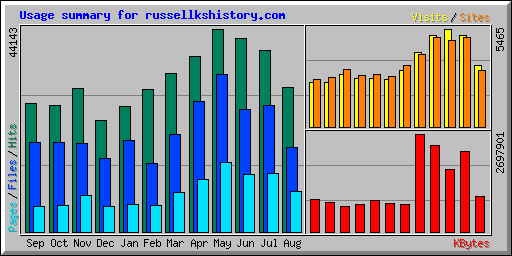 Usage summary for russellkshistory.com
Visits / Sites
44143
5465
Pages / Files / Hits
2697901
Sep Oct Nov Dec Jan Feb Mar Apr May Jun Jul Aug
KBytes